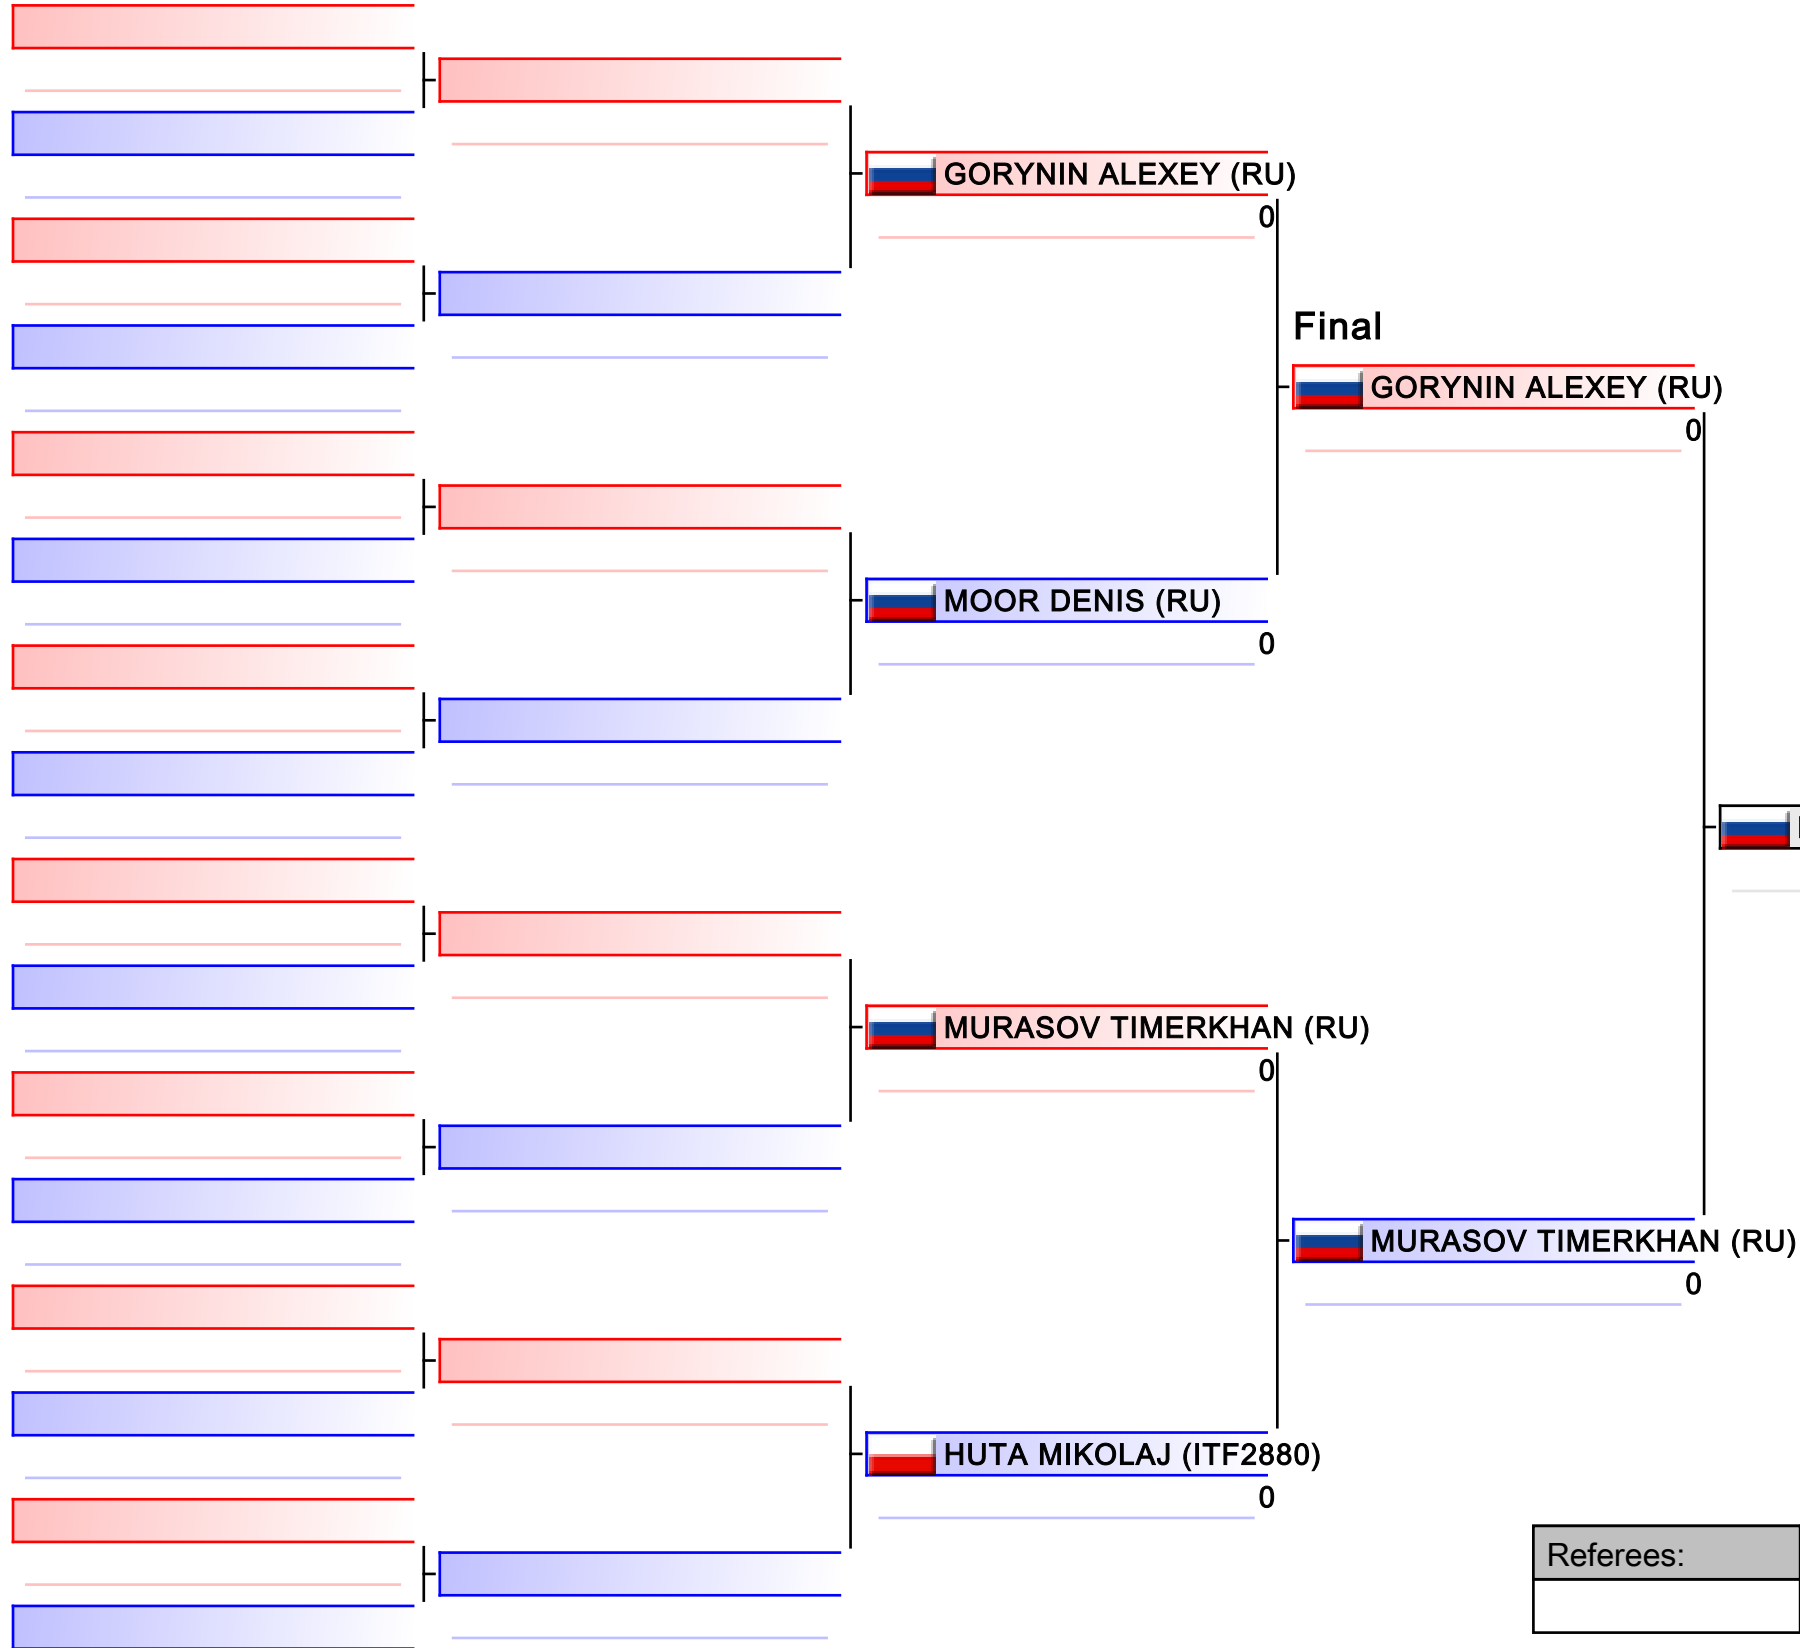 GORYNIN ALEXEY (RU)
0
Final
GORYNIN ALEXEY (RU)
0
MOOR DENIS (RU)
0
MURASOV TIMERKHAN (RU)
0
MURASOV TIMERKHAN (RU)
0
HUTA MIKOLAJ (ITF2880)
0
Referees: